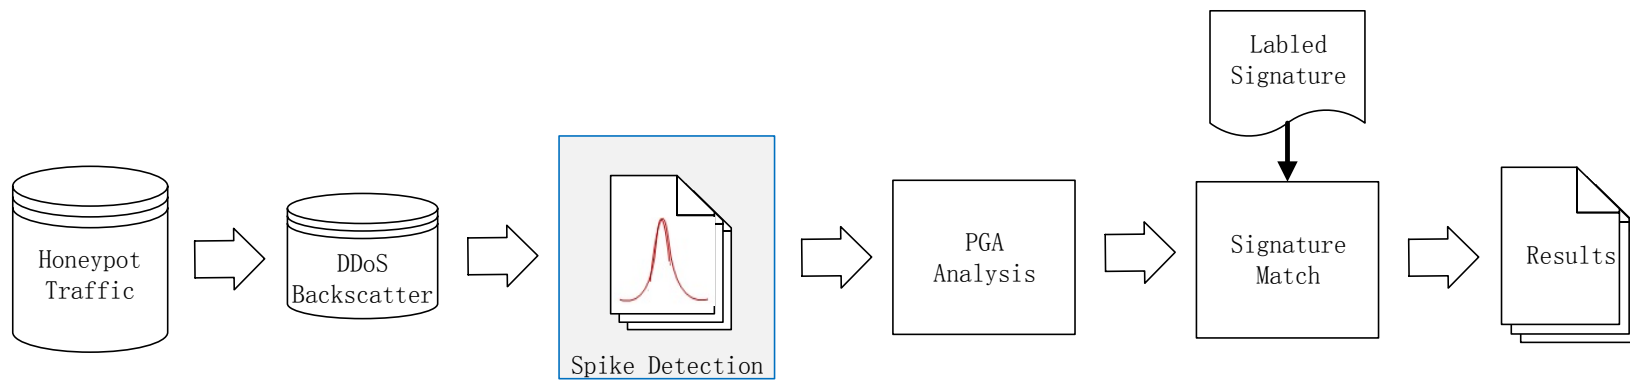 Honeypot
Traffic
DDoS
Backscatter
Spike Detection
PGA
Analysis
Labled
Signature
Signature
Match
Results